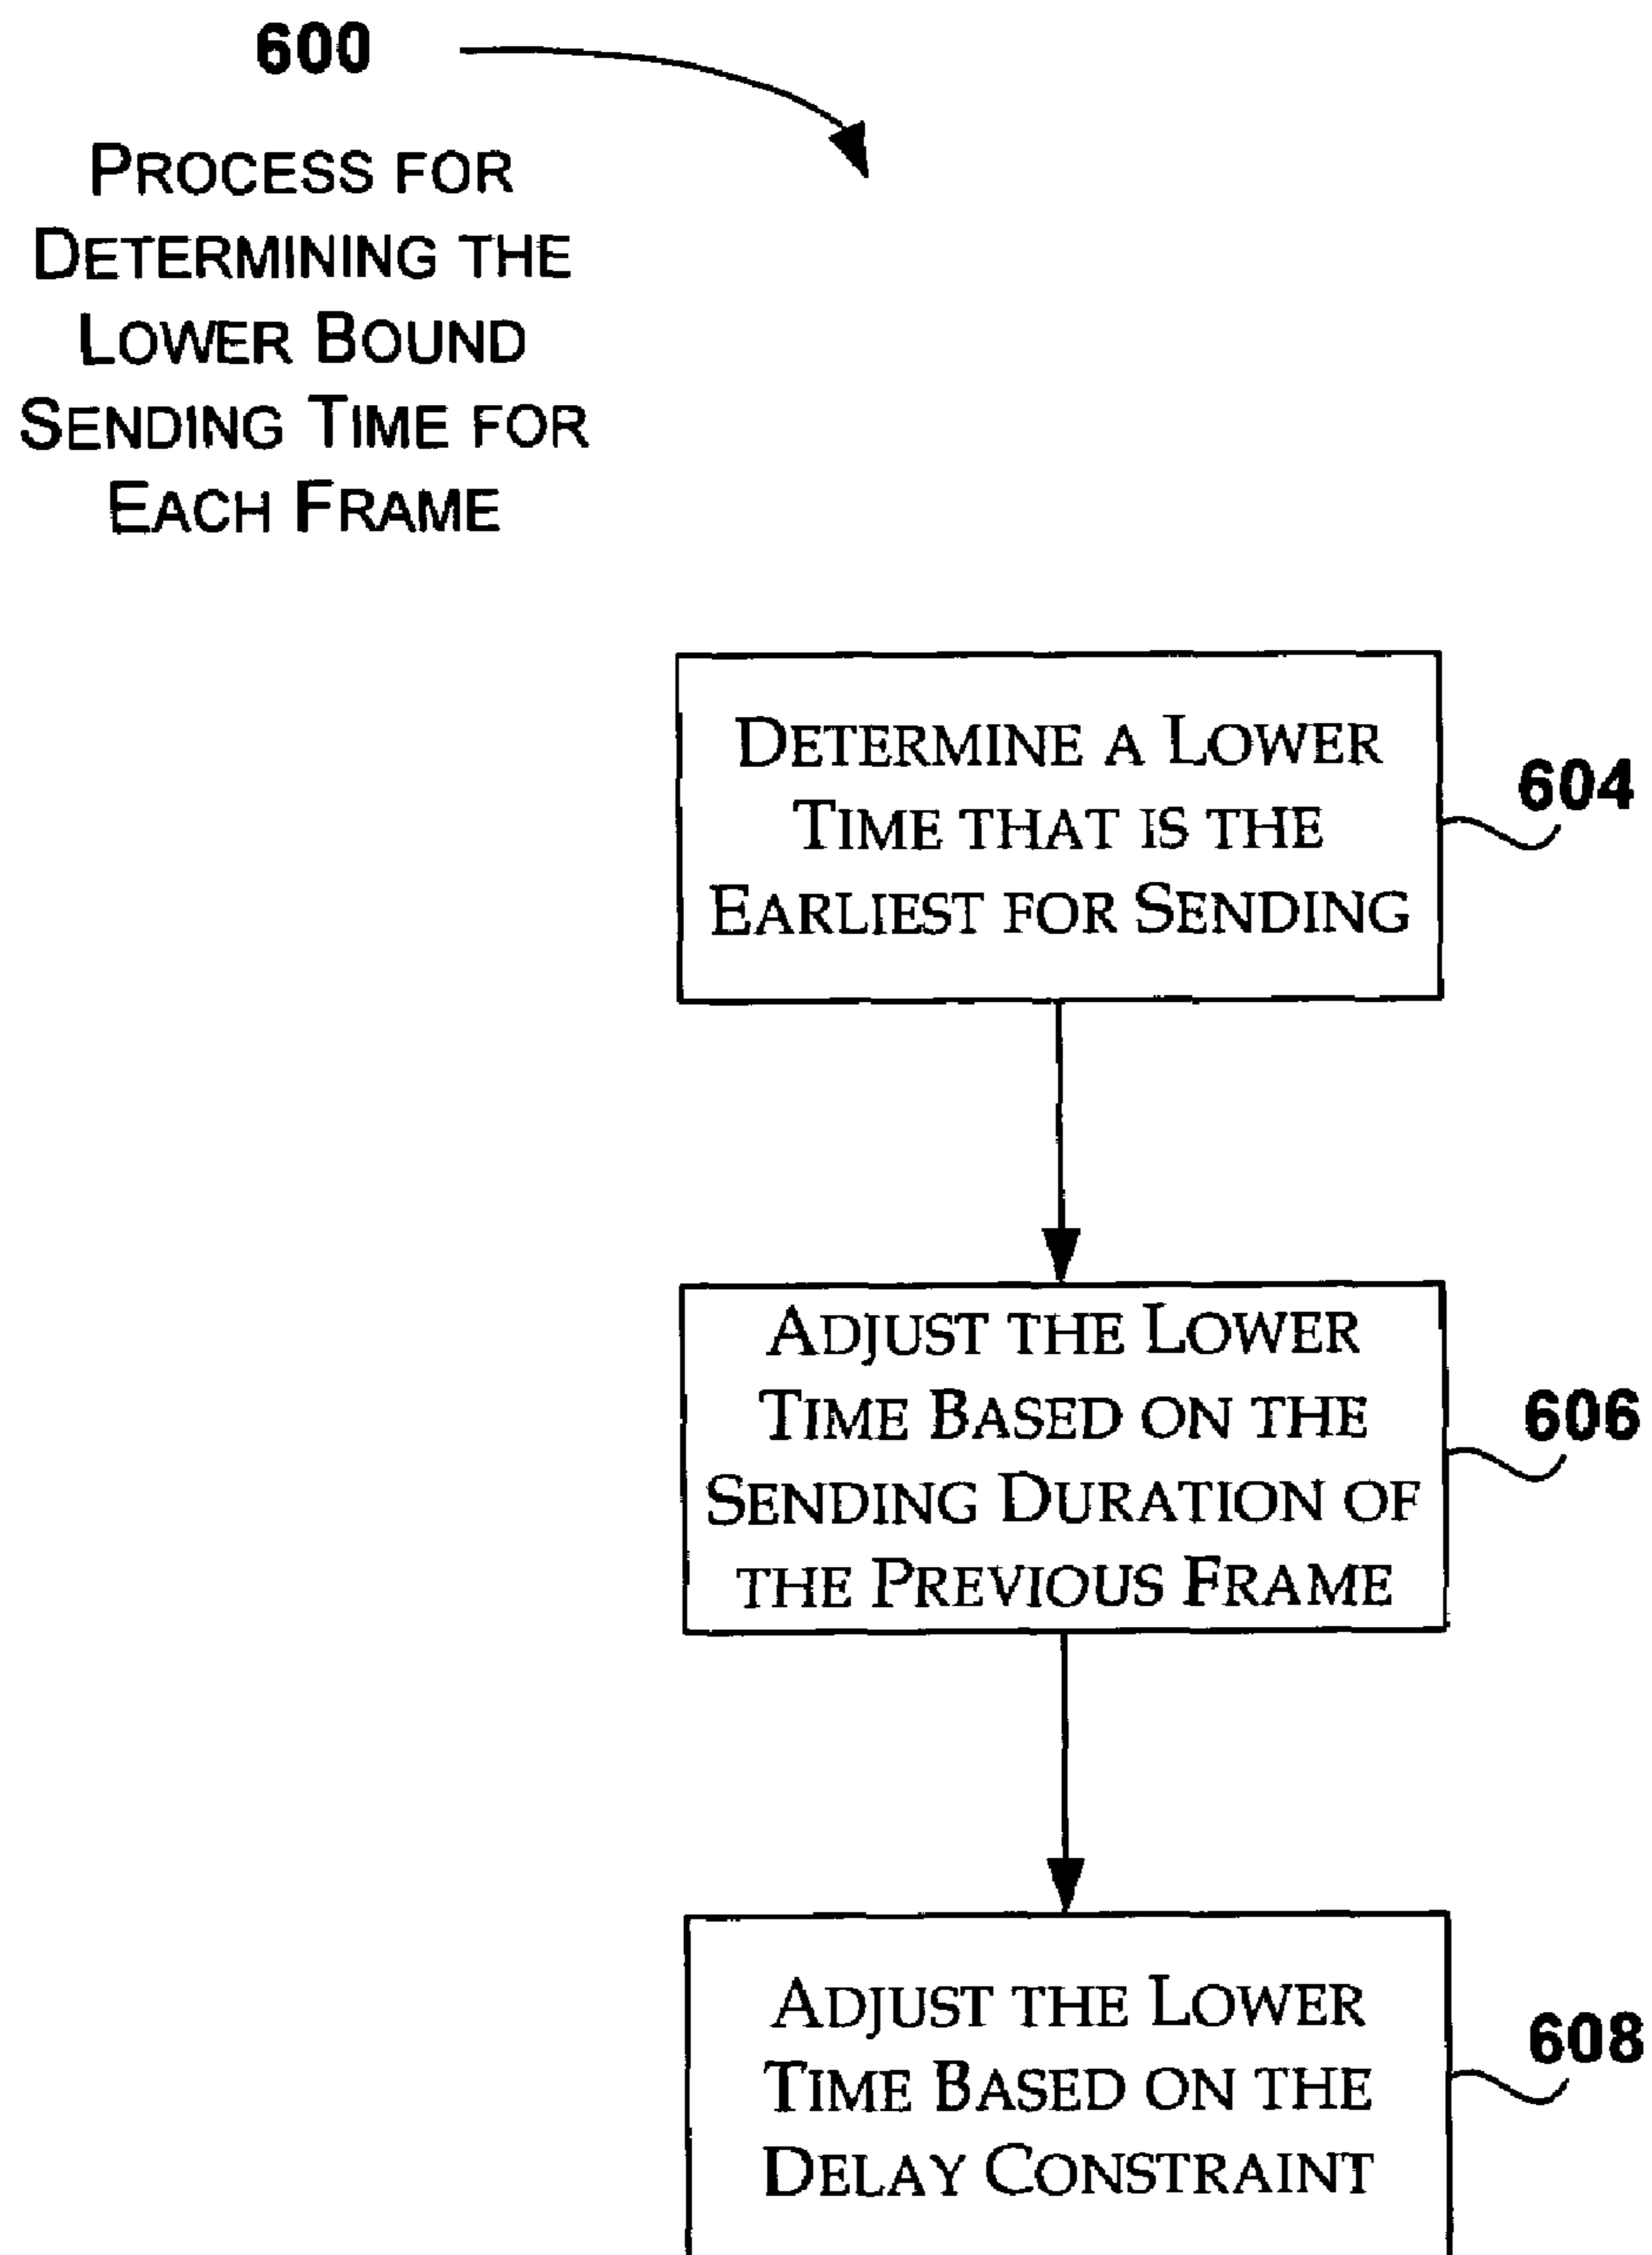 600
PROCESS FOR
DETERMINING THE
LOWER BOUND
SENDING TIME FOR
EACH FRAME
DETERMINE A LOWER
TIME THAT IS THE
EARLIEST FOR SENDING
604
ADJUST THE LOWER
TIME BASED ON THE
SENDING DURATION OF
THE PREVIOUS FRAME
606
ADJUST THE LOWER
TIME BASED ON THE
DELAY CONSTRAINT
608